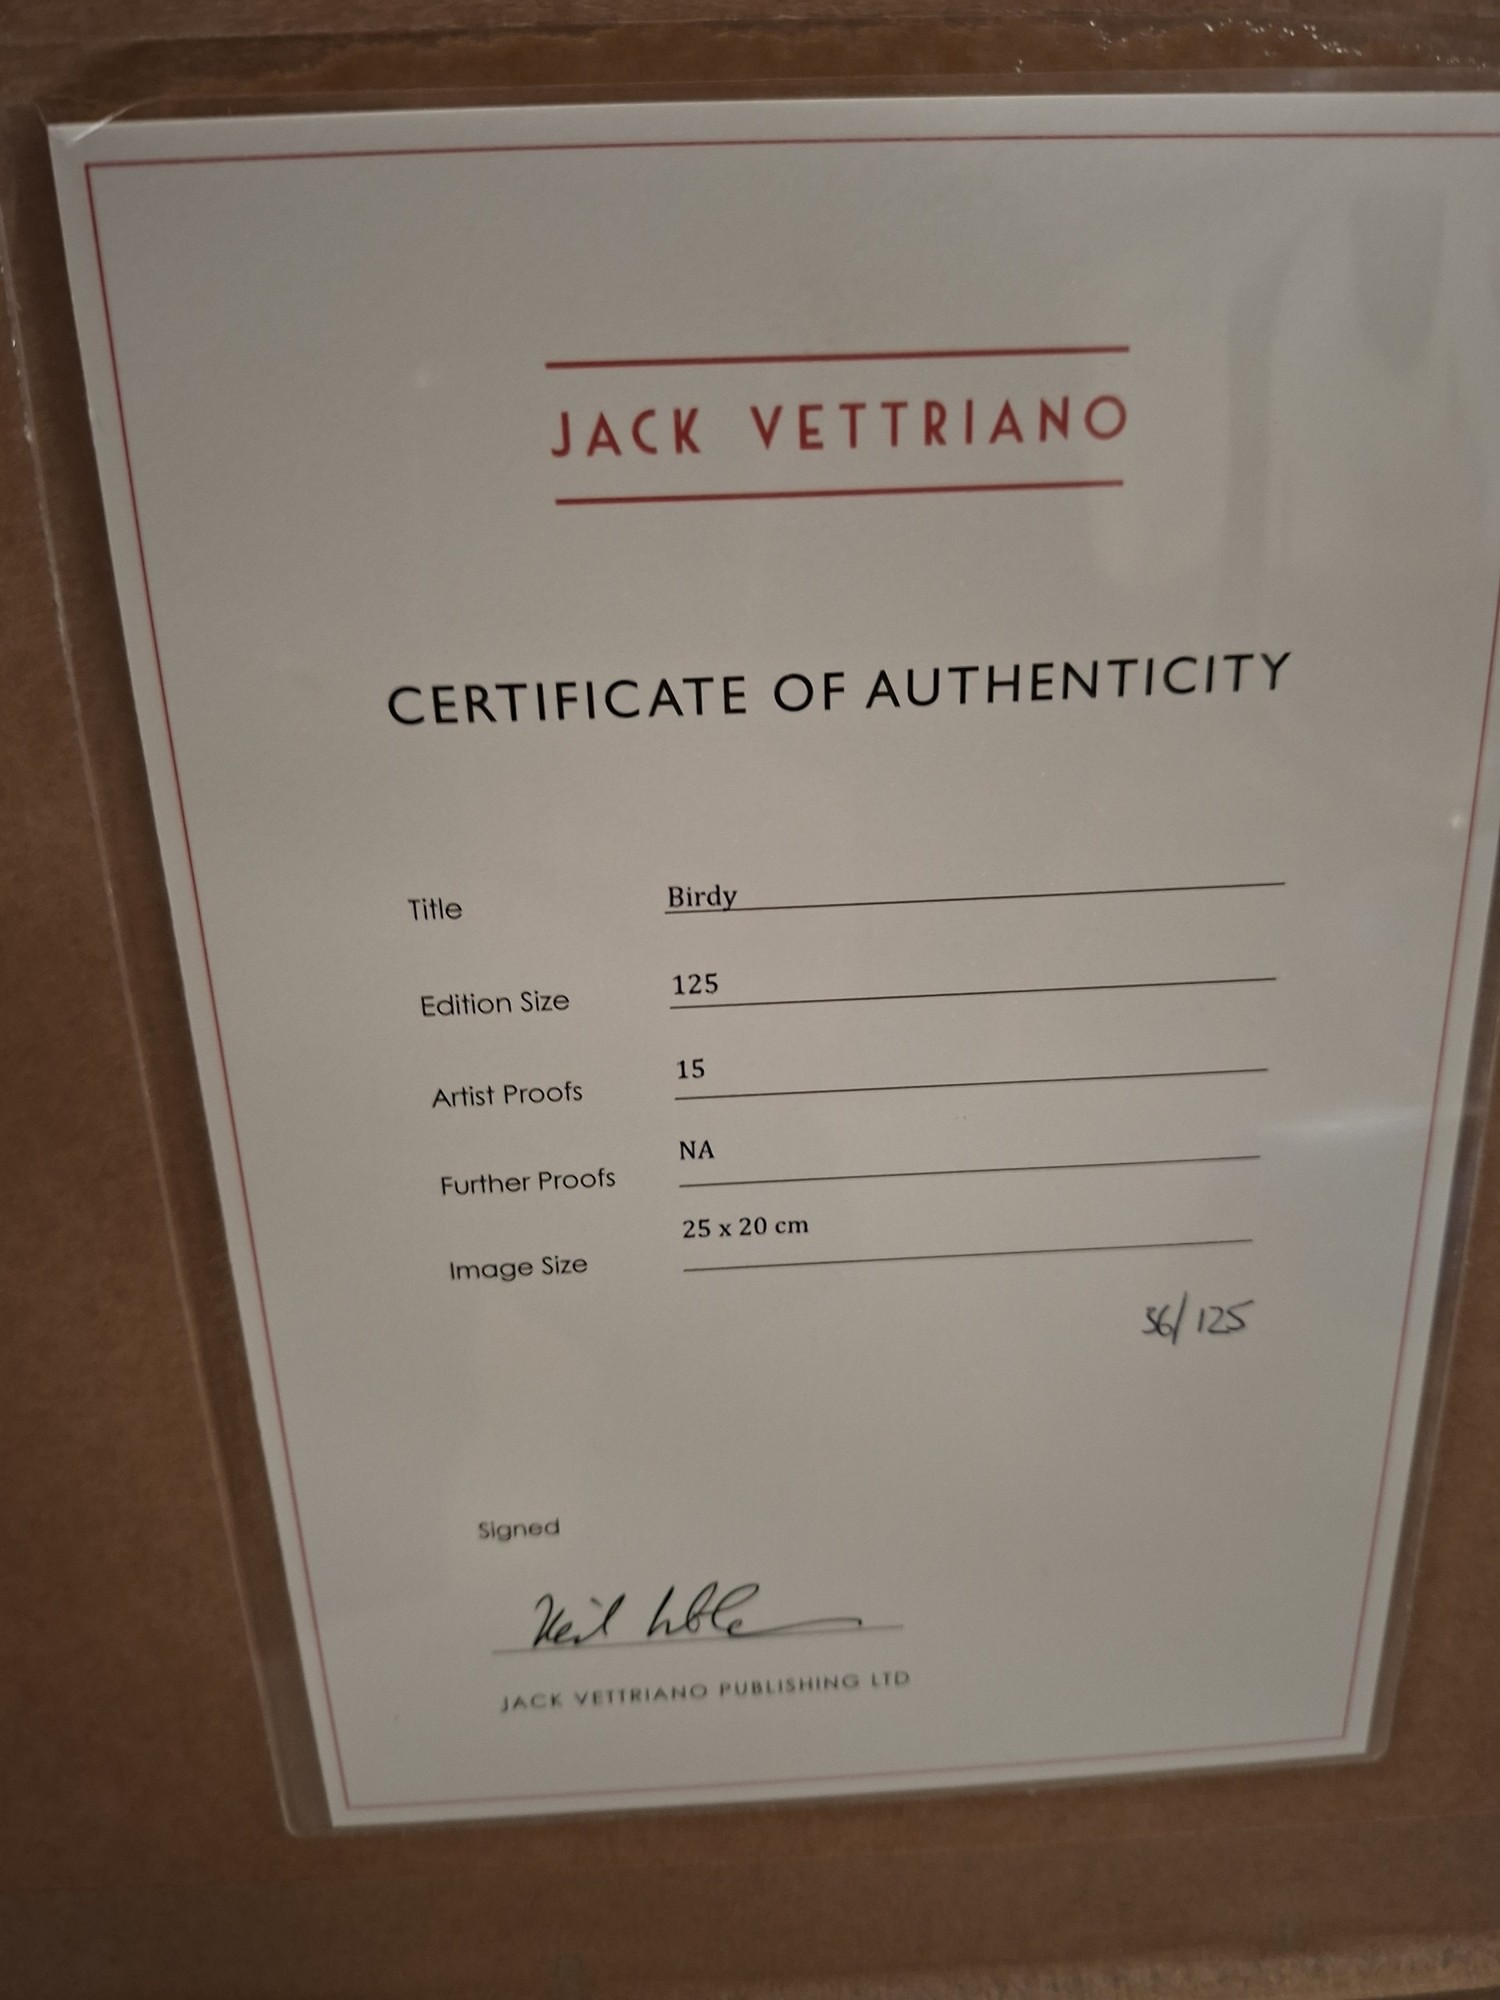 JACK VETTRIANO
CERTIFICATE OF AUTHENTICITY
Title Birdy
Edition Size 125
Artist Proofs 15
Further Proofs NA
Image Size 25 x 20 cm
36/125
Signed
JACK VETTRIANO PUBLISHING LTD